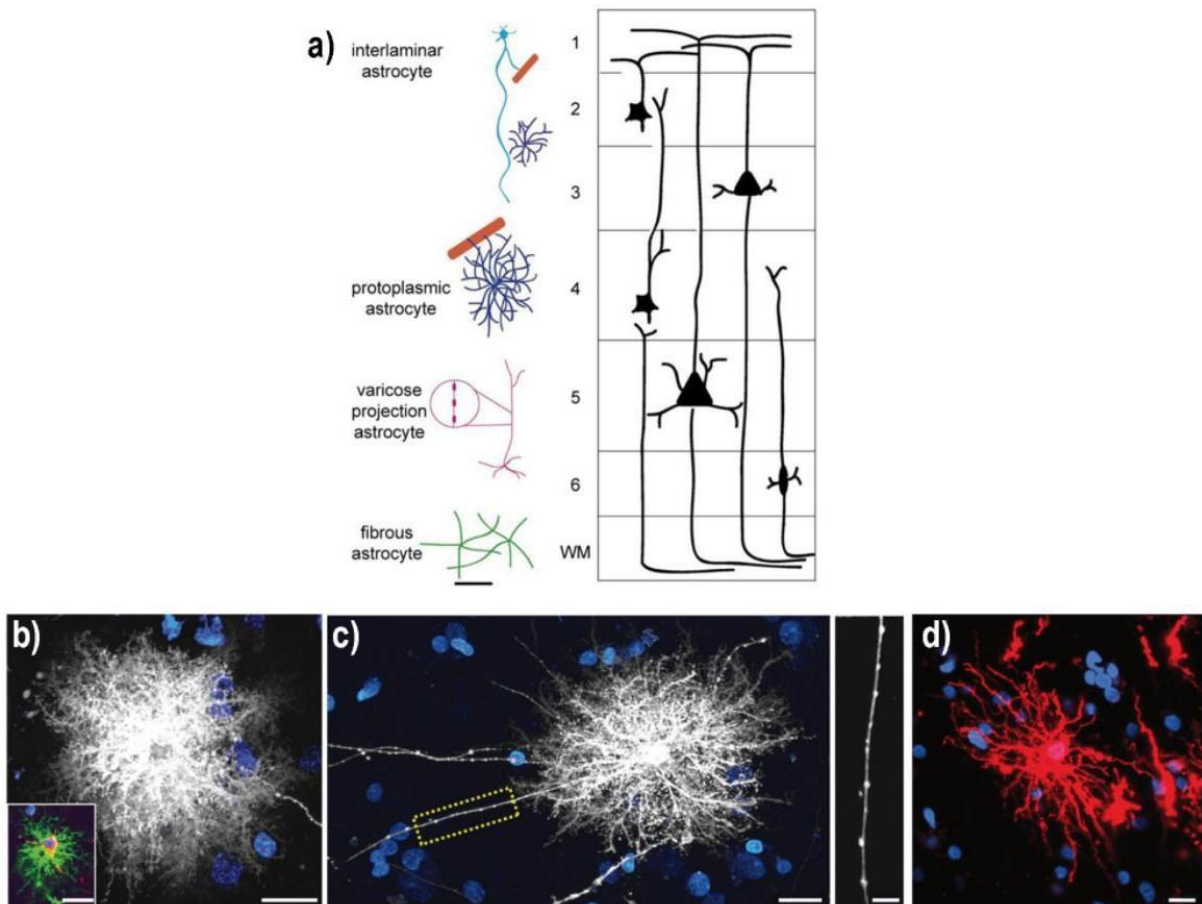 a)
interlaminar
astrocyte
1
2
3
protoplasmic
astrocyte
4
varicose
projection
astrocyte
5
6
fibrous
astrocyte
WM
b)
c)
d)